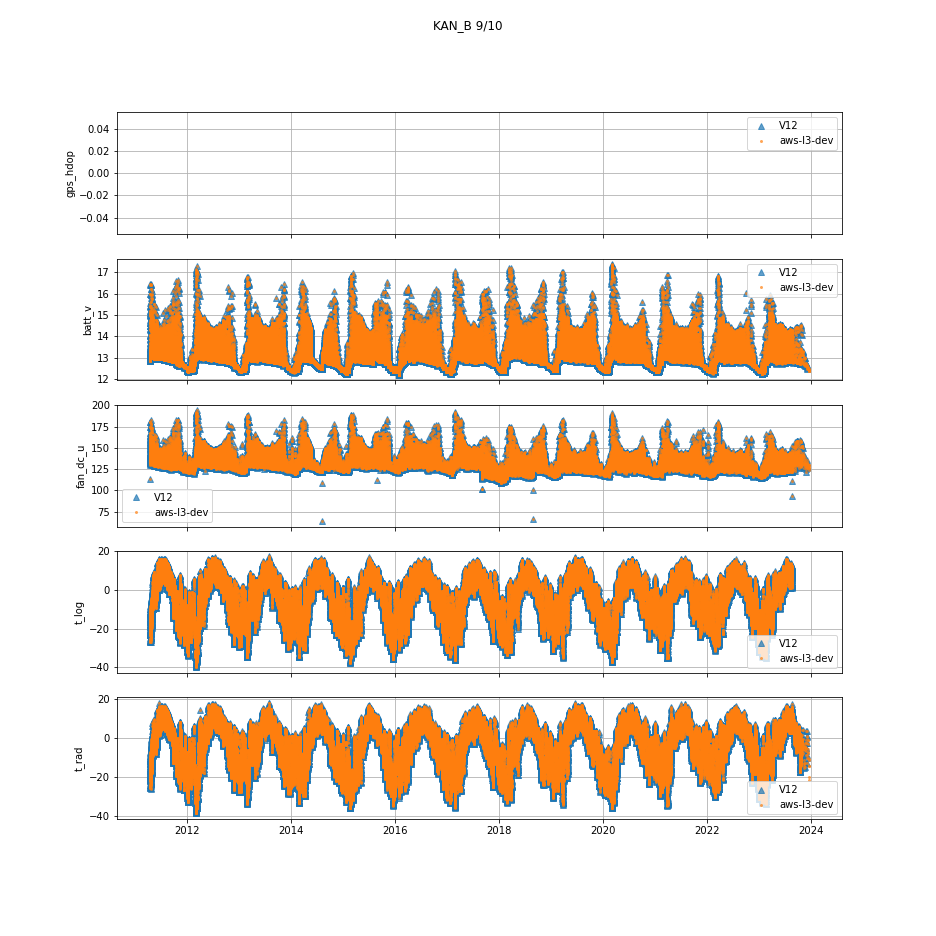 KAN_B 9/10
gps_hdop
0.04
0.02
0.00
−0.02
−0.04
V12
aws-l3-dev
batt_v
17
16
15
14
13
12
V12
aws-l3-dev
fan_dc_u
200
175
150
125
100
75
V12
aws-l3-dev
t_log
20
0
−20
−40
V12
aws-l3-dev
t_rad
20
0
−20
−40
V12
aws-l3-dev
2012
2014
2016
2018
2020
2022
2024